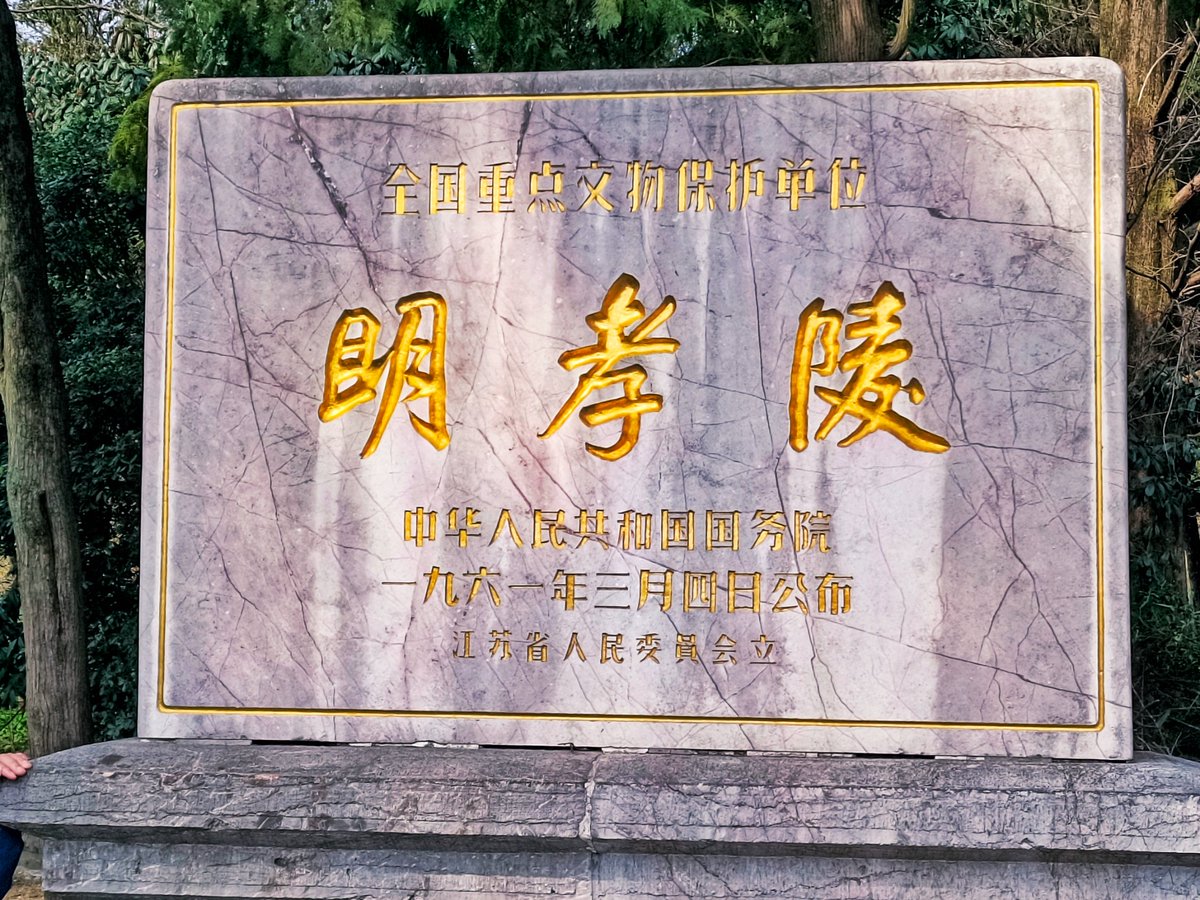 全国重点文物保护单位
明孝陵
中华人民共和国国务院
一九六一年三月四日公布
江苏省人民委員会立